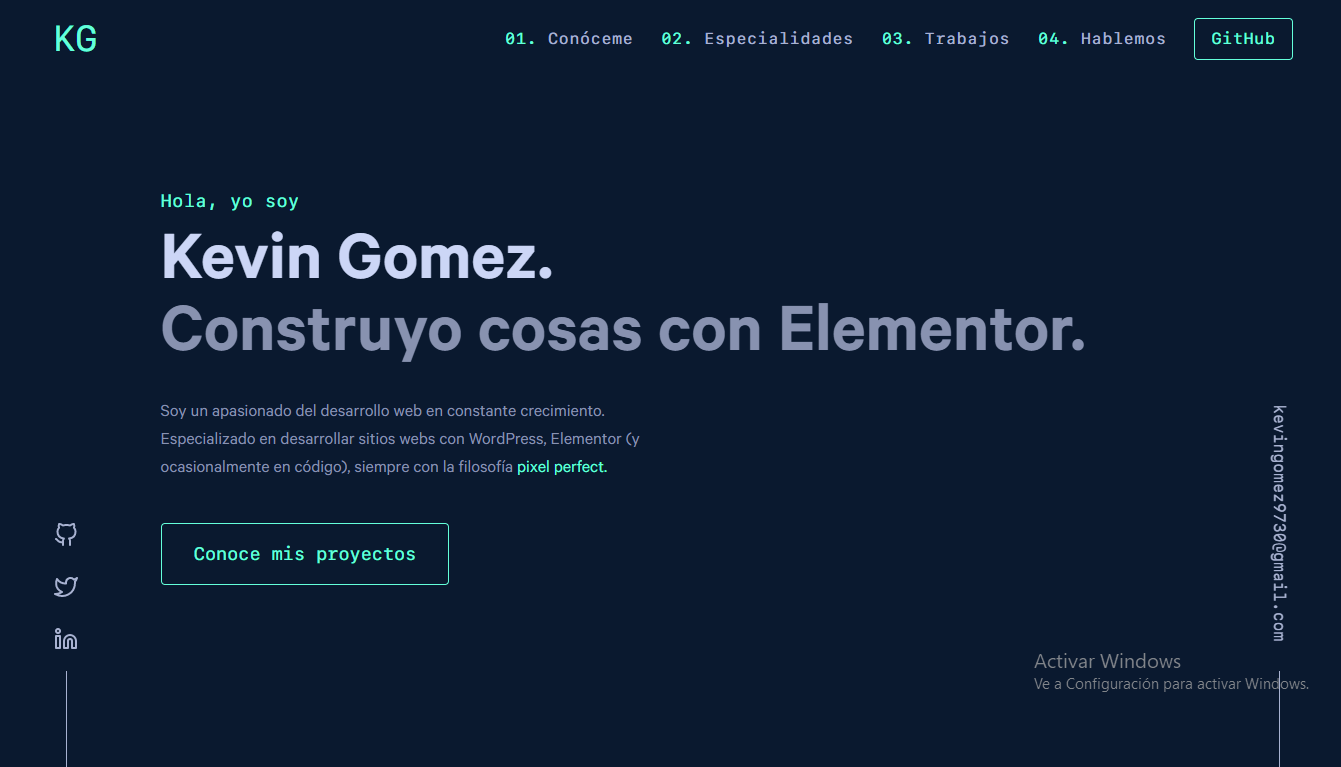 KG
01. Conóceme 02. Especialidades 03. Trabajos 04. Hablemos GitHub
Hola, yo soy
Kevin Gomez.
Construyo cosas con Elementor.
Soy un apasionado del desarrollo web en constante crecimiento.
Especializado en desarrollar sitios webs con WordPress, Elementor (y
ocasionalmente en código), siempre con la filosofía pixel perfect.
Conoce mis proyectos
kevingomez9730@gmail.com
Activar Windows
Ve a Configuración para activar Windows.